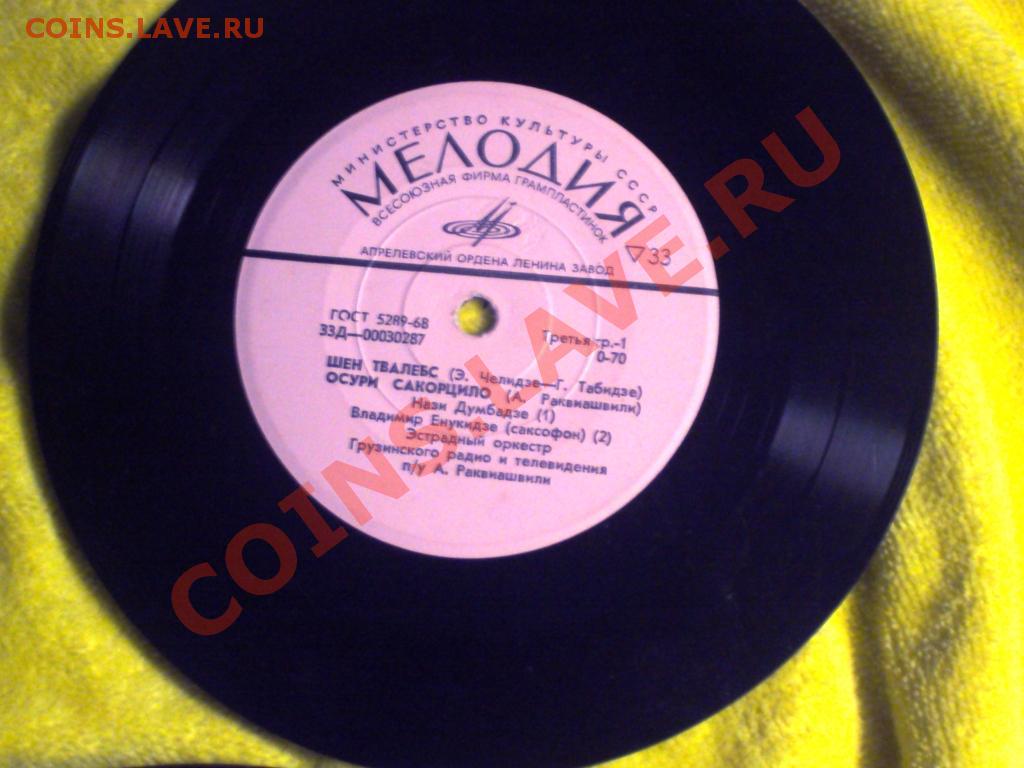 COINS.LAVE.RU
МИНИСТЕРСТВО КУЛЬТУРЫ СССР
МЕЛОДИЯ
ВСЕСОЮЗНАЯ ФИРМА ГРАМПЛАСТИНОК
АПРЕЛЕВСКИЙ ОРДЕНА ЛЕНИНА ЗАВОД
▽33
ГОСТ 5289-68
Третья гр.-1
33Д—00030287
0-70
ШЕН ТВАЛЕБС (Э. Челидзе—Г. Табидзе)
ОСУРИ САКОРЦИЛО (А. Раквиашвили)
Нази Думбадзе (1)
Владимир Енукидзе (саксофон) (2)
Эстрадный оркестр
Грузинского радио и телевидения
п/у А. Раквиашвили
COINS.LAVE.RU